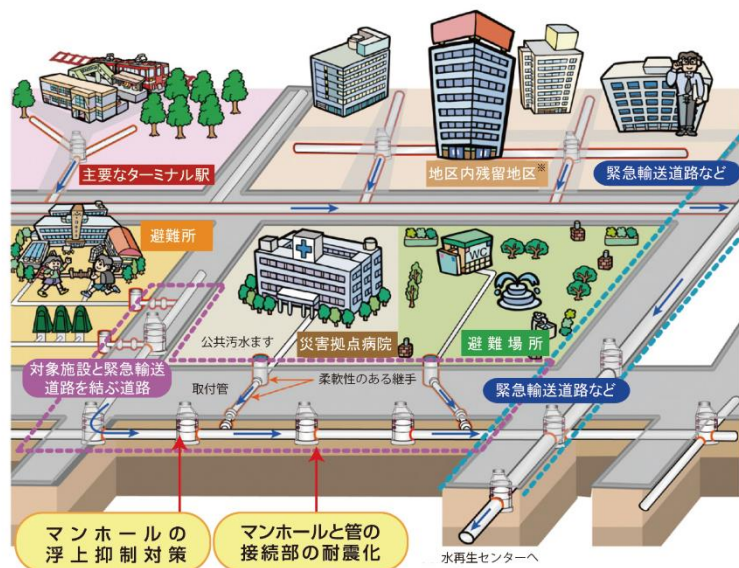 主要なターミナル駅
地区内残留地区※
緊急輸送道路など
避難所
WC
公共汚水ます
災害拠点病院
避難場所
対象施設と緊急輸送
道路を結ぶ道路
取付管
柔軟性のある継手
緊急輸送道路など
マンホールの
浮上抑制対策
マンホールと管の
接続部の耐震化
水再生センターへ